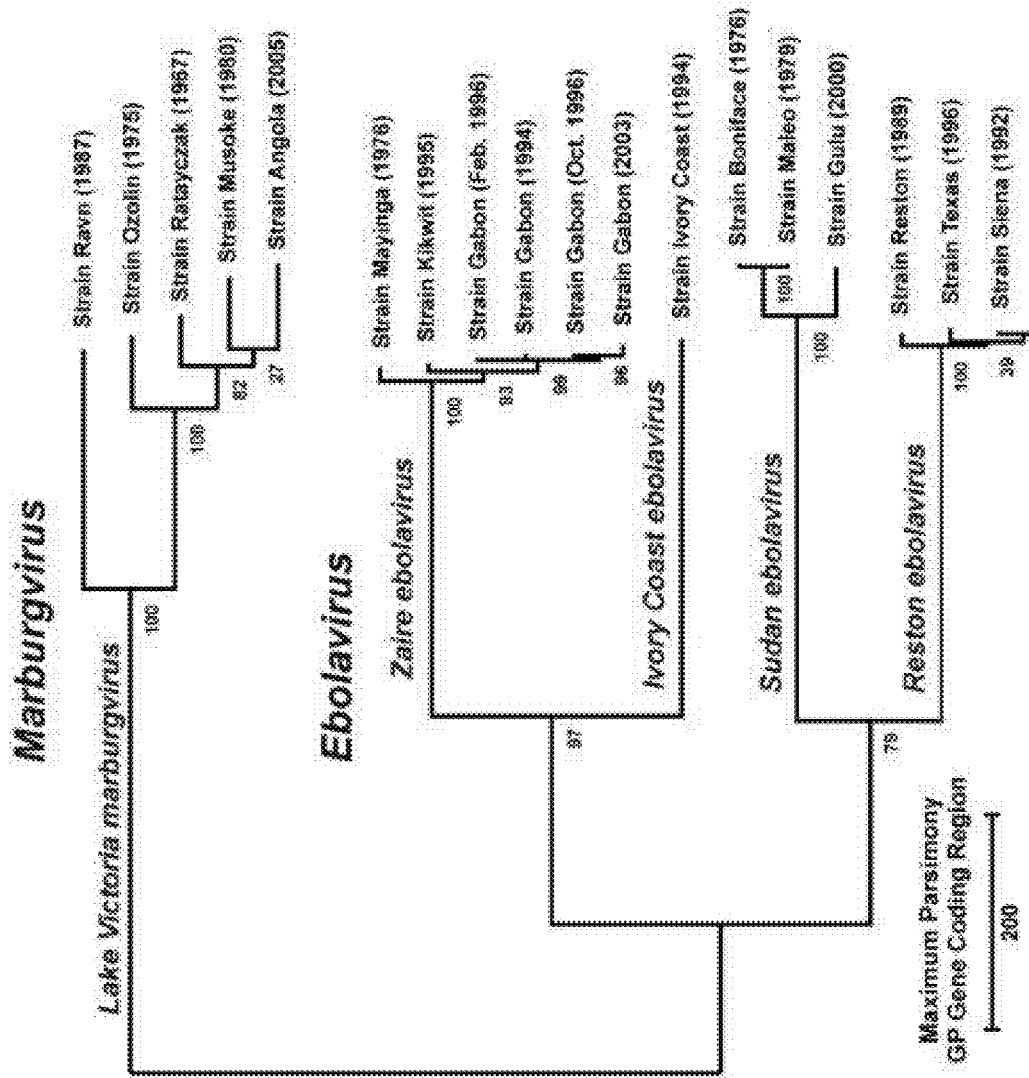 Marburgvirus
Lake Victoria marburgvirus
Strain Ravn (1987)
Strain Ozolin (1975)
Strain Ratayczak (1967)
Strain Musoke (1980)
Strain Angola (2005)
100
100
82
27
Ebolavirus
Zaire ebolavirus
Strain Mayinga (1976)
Strain Kikwit (1995)
Strain Gabon (Feb. 1996)
Strain Gabon (1994)
Strain Gabon (Oct. 1996)
Strain Gabon (2003)
100
93
99
96
97
Ivory Coast ebolavirus
Strain Ivory Coast (1994)
Sudan ebolavirus
Strain Boniface (1976)
Strain Maleo (1979)
Strain Gulu (2000)
100
100
79
Reston ebolavirus
Strain Reston (1989)
Strain Texas (1996)
Strain Siena (1992)
100
39
Maximum Parsimony
GP Gene Coding Region
200